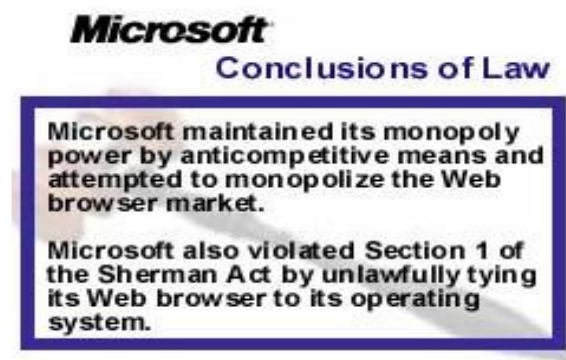 Microsoft
Conclusions of Law
Microsoft maintained its monopoly
power by anticompetitive means and
attempted to monopolize the Web
browser market.
Microsoft also violated Section 1 of
the Sherman Act by unlawfully tying
its Web browser to its operating
system.